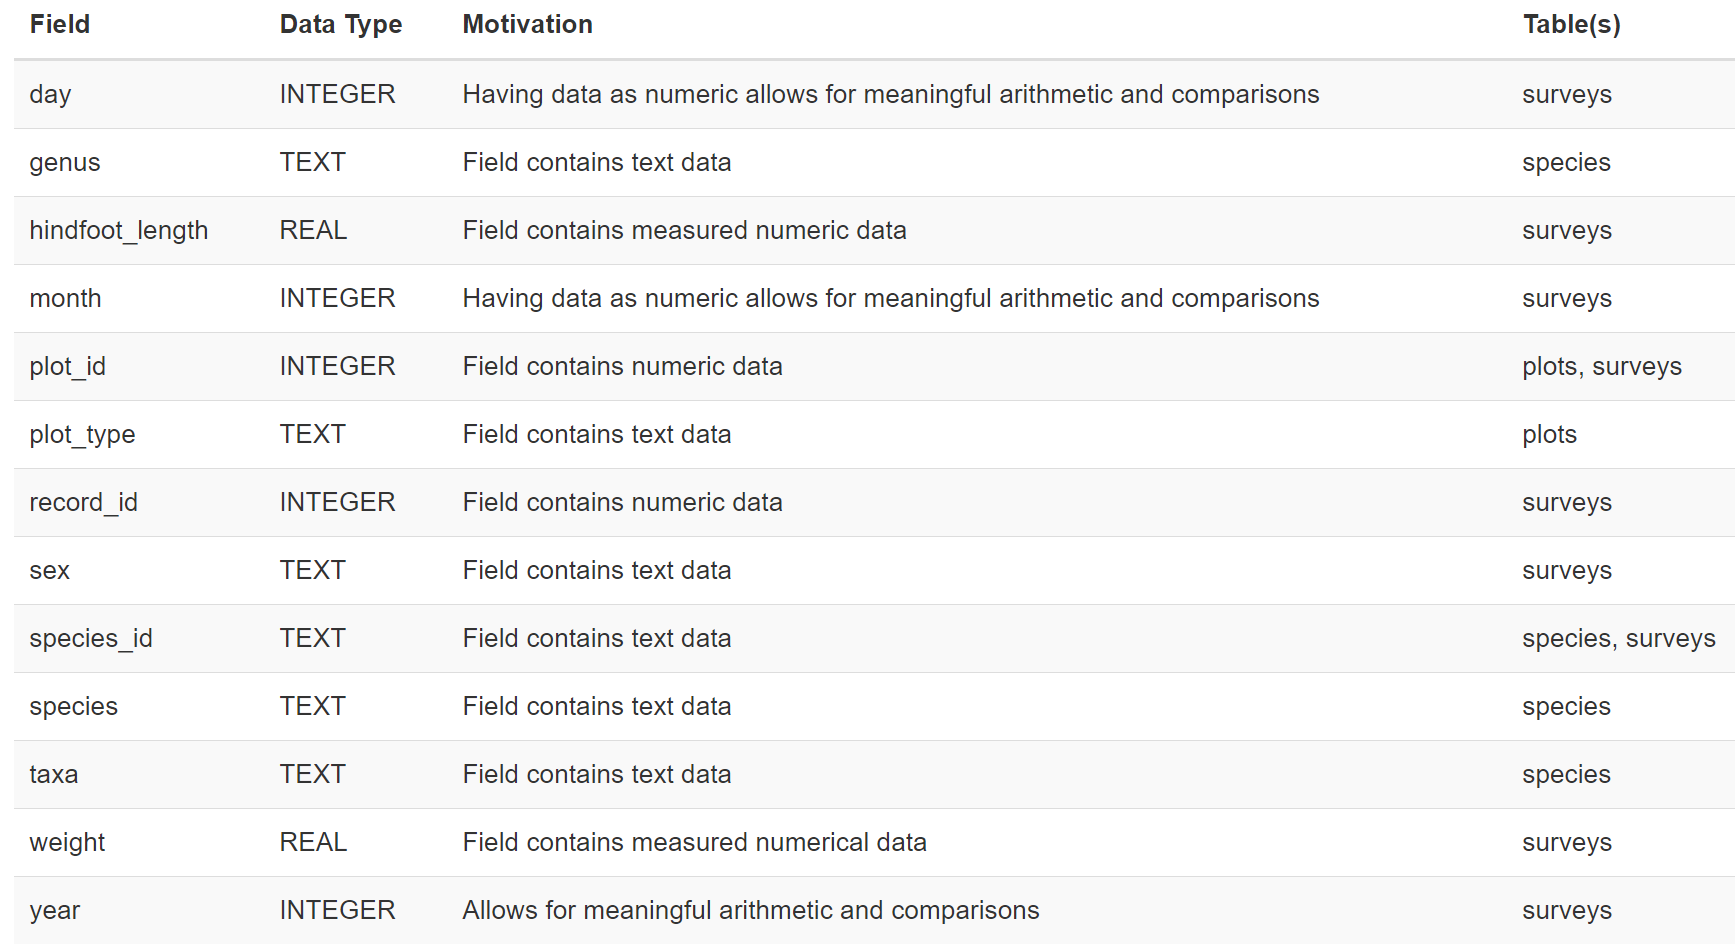 Field Data Type Motivation Table(s)
day INTEGER Having data as numeric allows for meaningful arithmetic and comparisons surveys
genus TEXT Field contains text data species
hindfoot_length REAL Field contains measured numeric data surveys
month INTEGER Having data as numeric allows for meaningful arithmetic and comparisons surveys
plot_id INTEGER Field contains numeric data plots, surveys
plot_type TEXT Field contains text data plots
record_id INTEGER Field contains numeric data surveys
sex TEXT Field contains text data surveys
species_id TEXT Field contains text data species, surveys
species TEXT Field contains text data species
taxa TEXT Field contains text data species
weight REAL Field contains measured numerical data surveys
year INTEGER Allows for meaningful arithmetic and comparisons surveys